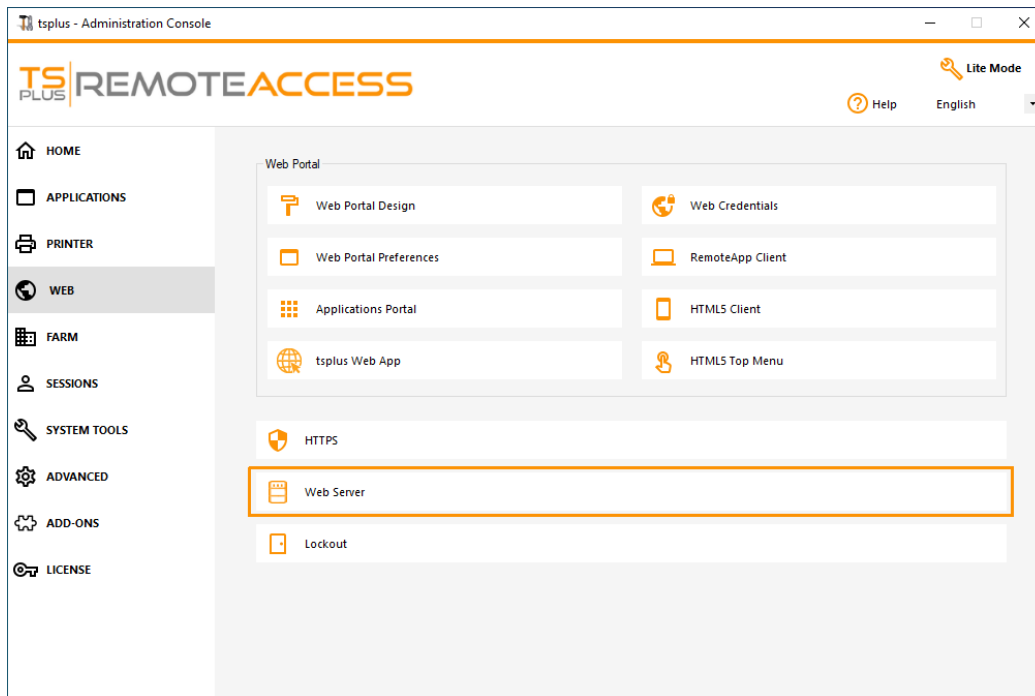 tsplus - Administration Console
TS PLUS REMOTEACCESS
Lite Mode
Help
English
HOME
APPLICATIONS
PRINTER
WEB
FARM
SESSIONS
SYSTEM TOOLS
ADVANCED
ADD-ONS
LICENSE
Web Portal
Web Portal Design
Web Credentials
Web Portal Preferences
RemoteApp Client
Applications Portal
HTML5 Client
tsplus Web App
HTML5 Top Menu
HTTPS
Web Server
Lockout